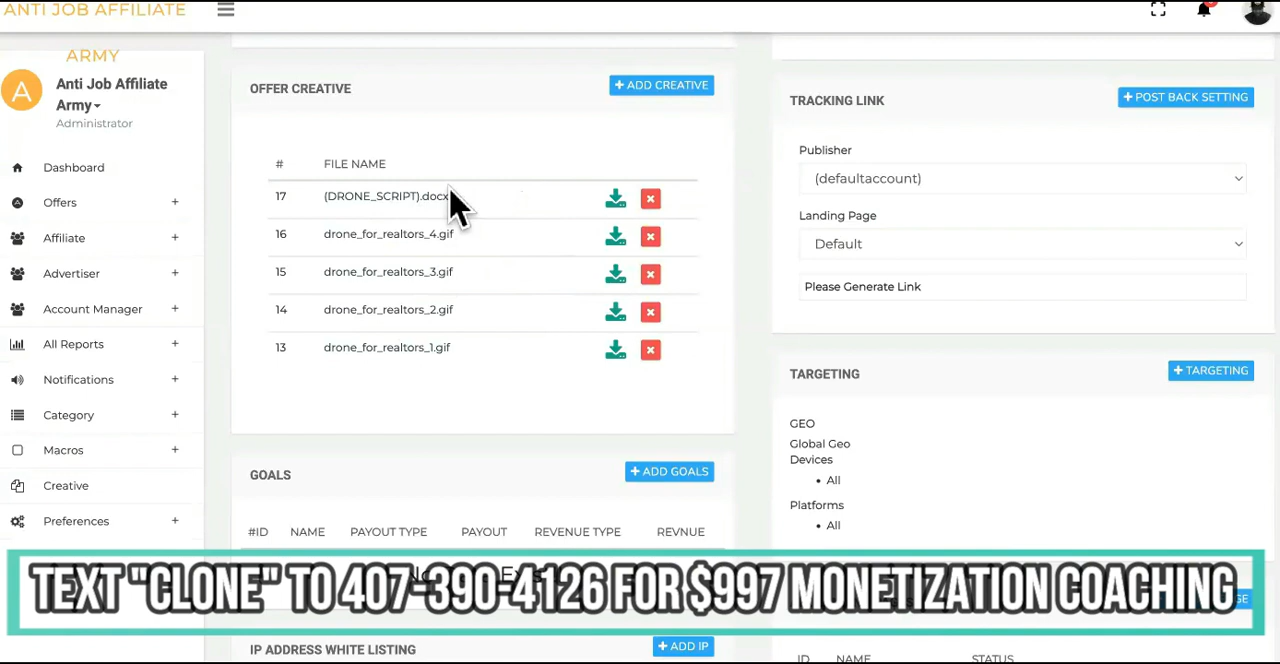 ANTI JOB AFFILIATE
ARMY
A
Anti Job Affiliate
Army
Administrator
Dashboard
Offers +
Affiliate +
Advertiser +
Account Manager +
All Reports +
Notifications +
Category +
Macros +
Creative
Preferences +
OFFER CREATIVE
+ ADD CREATIVE
# FILE NAME
17 (DRONE_SCRIPT).docx
16 drone_for_realtors_4.gif
15 drone_for_realtors_3.gif
14 drone_for_realtors_2.gif
13 drone_for_realtors_1.gif
GOALS
+ ADD GOALS
#ID NAME PAYOUT TYPE PAYOUT REVENUE TYPE REVNUE
IP ADDRESS WHITE LISTING
+ ADD IP
TRACKING LINK
+ POST BACK SETTING
Publisher
(defaultaccount)
Landing Page
Default
Please Generate Link
TARGETING
+ TARGETING
GEO
Global Geo
Devices
• All
Platforms
• All
ID NAME STATUS
TEXT "CLONE" TO 407-390-4126 FOR $997 MONETIZATION COACHING